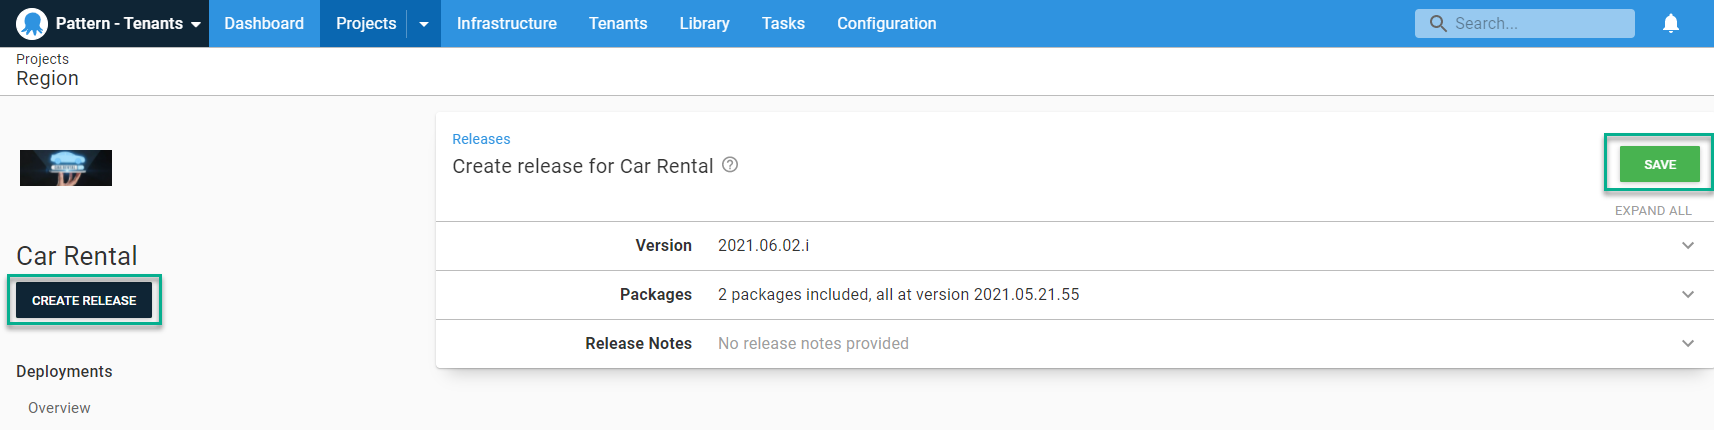 Pattern - Tenants Dashboard Projects Infrastructure Tenants Library Tasks Configuration Search...
Projects
Region
Releases
Create release for Car Rental ?
SAVE
EXPAND ALL
Car Rental
CREATE RELEASE
Version 2021.06.02.i
Packages 2 packages included, all at version 2021.05.21.55
Release Notes No release notes provided
Deployments
Overview